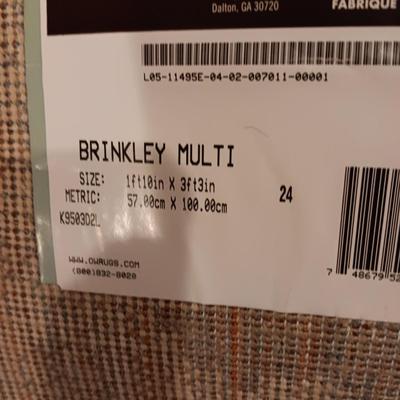 Dalton, GA 30720
FABRIQUE
L05-11495E-04-02-007011-00001
BRINKLEY MULTI
SIZE: 1ft10in X 3ft3in
METRIC: 57.00cm X 100.00cm 24
K9503D2L
WWW.OWRUGS.COM
(800)832-8020
7 48679 52